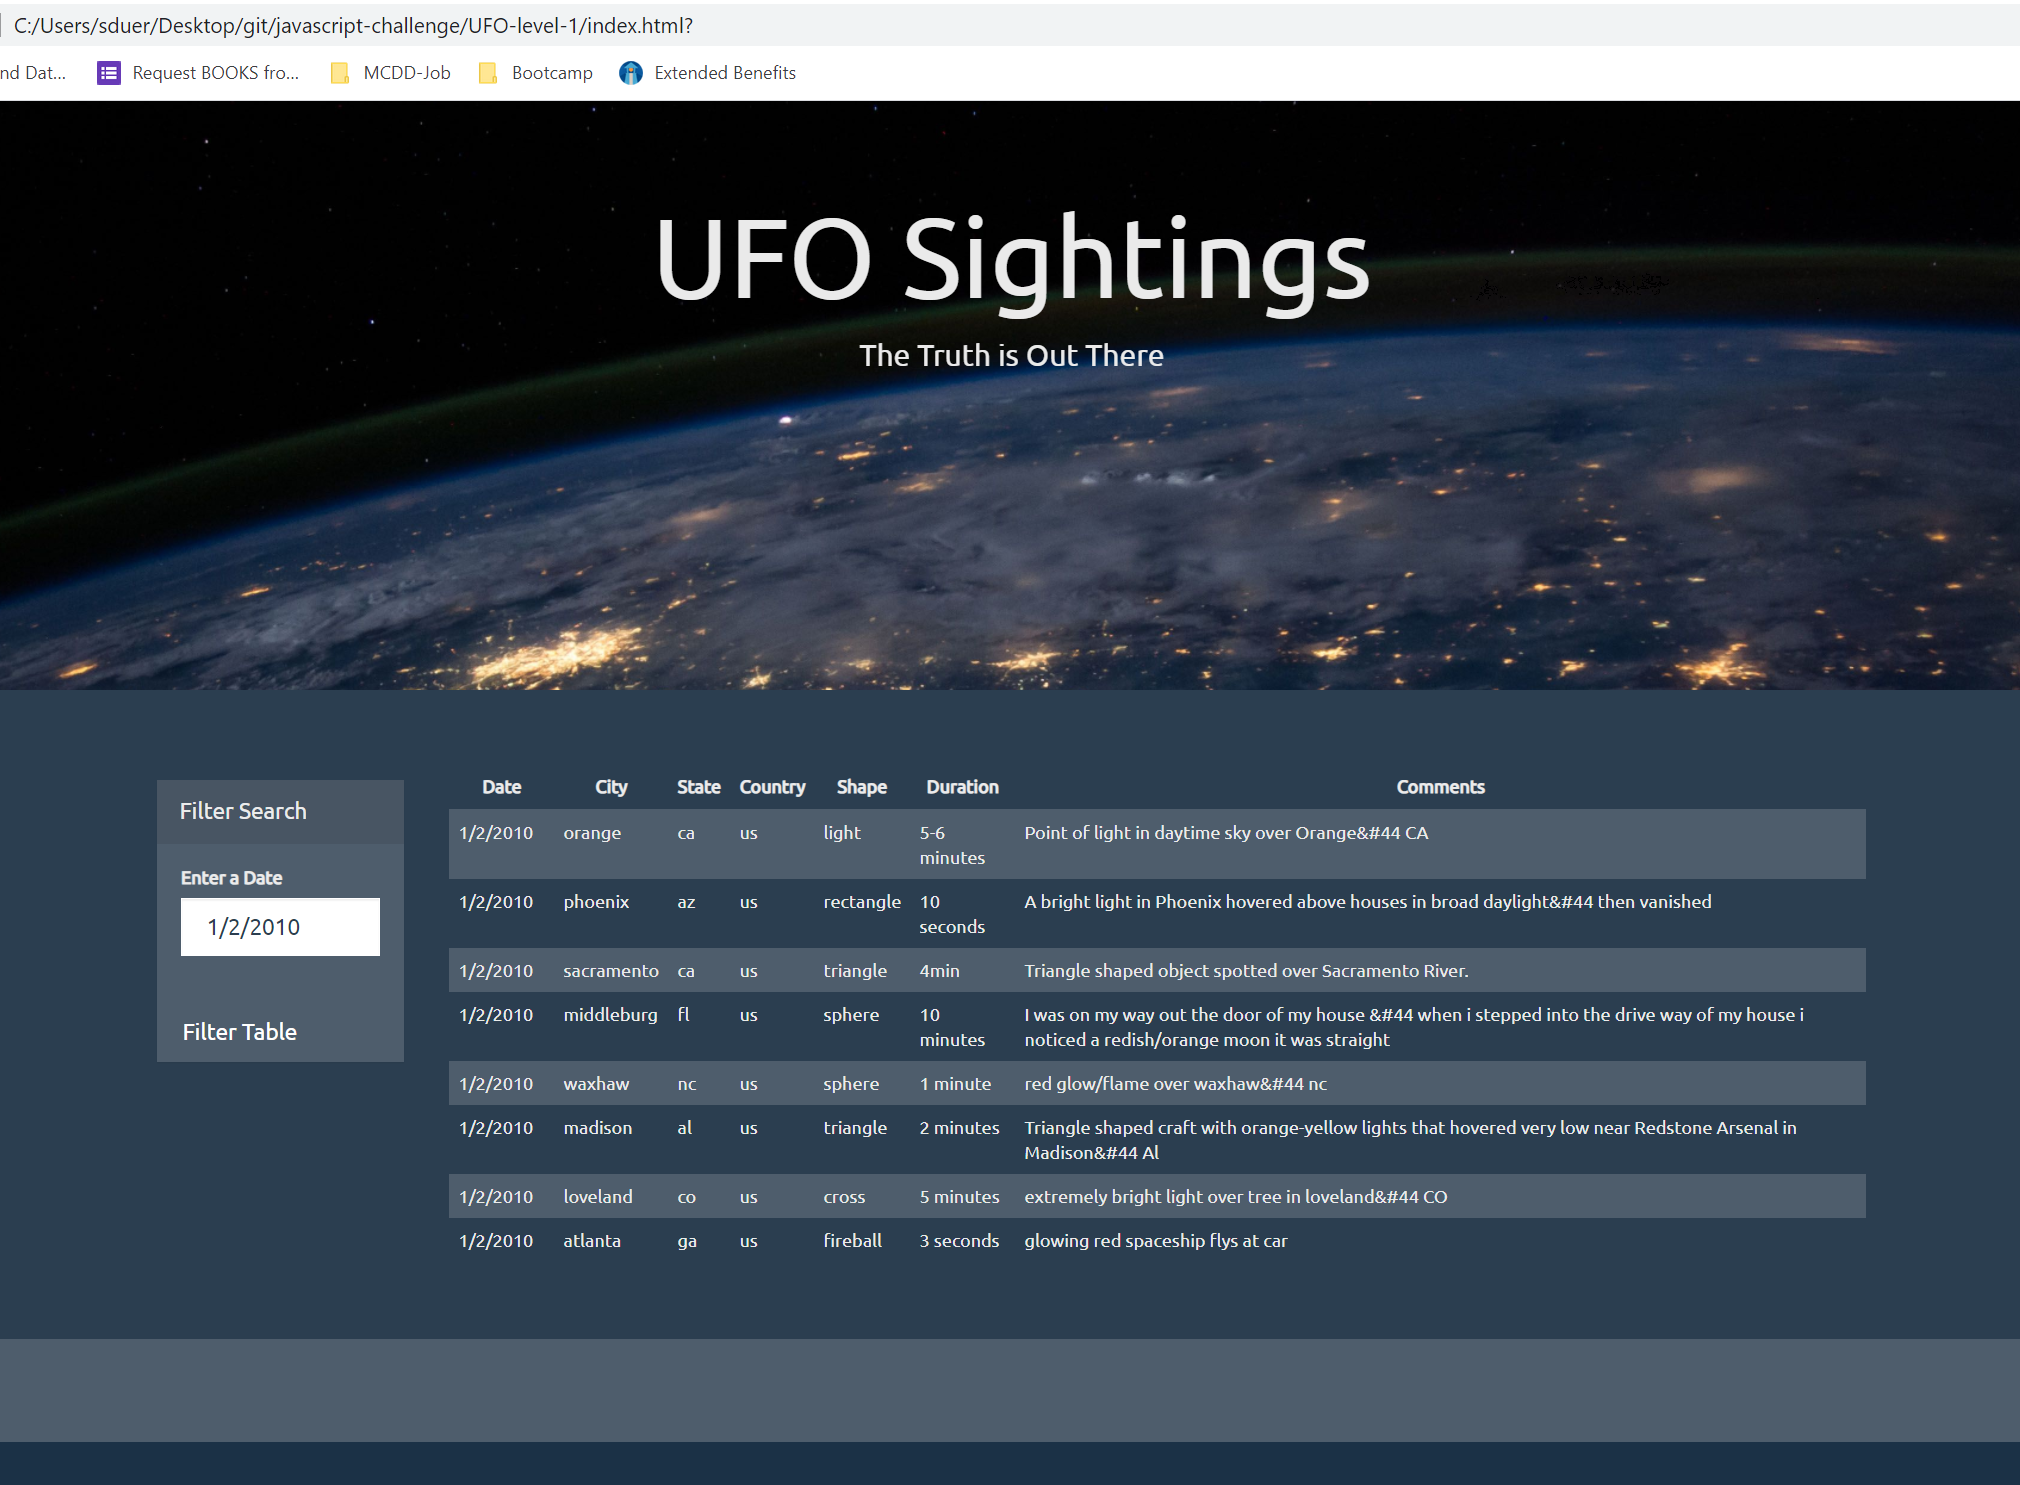 C:/Users/sduer/Desktop/git/javascript-challenge/UFO-level-1/index.html?
nd Dat... Request BOOKS fro... MCDD-Job Bootcamp Extended Benefits
UFO Sightings
The Truth is Out There
Filter Search
Enter a Date
1/2/2010
Filter Table
Date City State Country Shape Duration Comments
1/2/2010 orange ca us light 5-6 minutes Point of light in daytime sky over Orange&#44 CA
1/2/2010 phoenix az us rectangle 10 seconds A bright light in Phoenix hovered above houses in broad daylight&#44 then vanished
1/2/2010 sacramento ca us triangle 4min Triangle shaped object spotted over Sacramento River.
1/2/2010 middleburg fl us sphere 10 minutes I was on my way out the door of my house &#44 when i stepped into the drive way of my house i
noticed a redish/orange moon it was straight
1/2/2010 waxhaw nc us sphere 1 minute red glow/flame over waxhaw&#44 nc
1/2/2010 madison al us triangle 2 minutes Triangle shaped craft with orange-yellow lights that hovered very low near Redstone Arsenal in
Madison&#44 Al
1/2/2010 loveland co us cross 5 minutes extremely bright light over tree in loveland&#44 CO
1/2/2010 atlanta ga us fireball 3 seconds glowing red spaceship flys at car